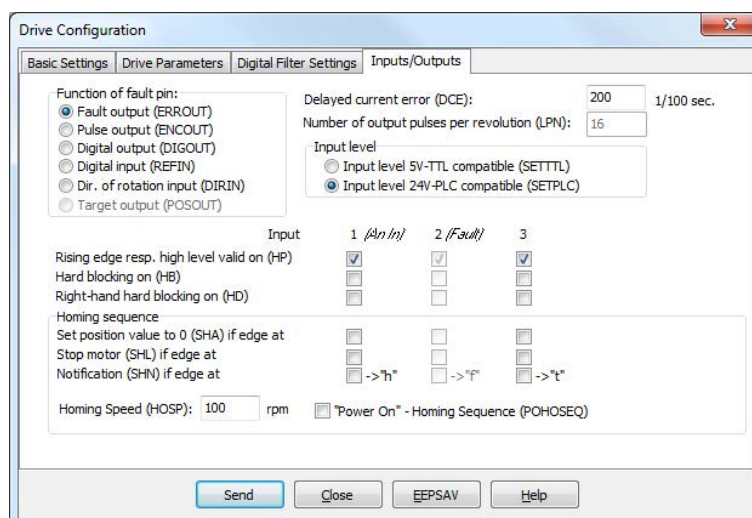 Drive Configuration
Basic Settings Drive Parameters Digital Filter Settings Inputs/Outputs
Function of fault pin:
Fault output (ERROUT)
Pulse output (ENCOUT)
Digital output (DIGOUT)
Digital input (REFIN)
Dir. of rotation input (DIRIN)
Target output (POSOUT)
Delayed current error (DCE): 200 1/100 sec.
Number of output pulses per revolution (LPN): 16
Input level
Input level 5V-TTL compatible (SETTTL)
Input level 24V-PLC compatible (SETPLC)
Input 1 (An In) 2 (Fault) 3
Rising edge resp. high level valid on (HP)
Hard blocking on (HB)
Right-hand hard blocking on (HD)
Homing sequence
Set position value to 0 (SHA) if edge at
Stop motor (SHL) if edge at
Notification (SHN) if edge at ->"h" ->"f" ->"t"
Homing Speed (HOSP): 100 rpm "Power On" - Homing Sequence (POHOSEQ)
Send Close EEPSAV Help